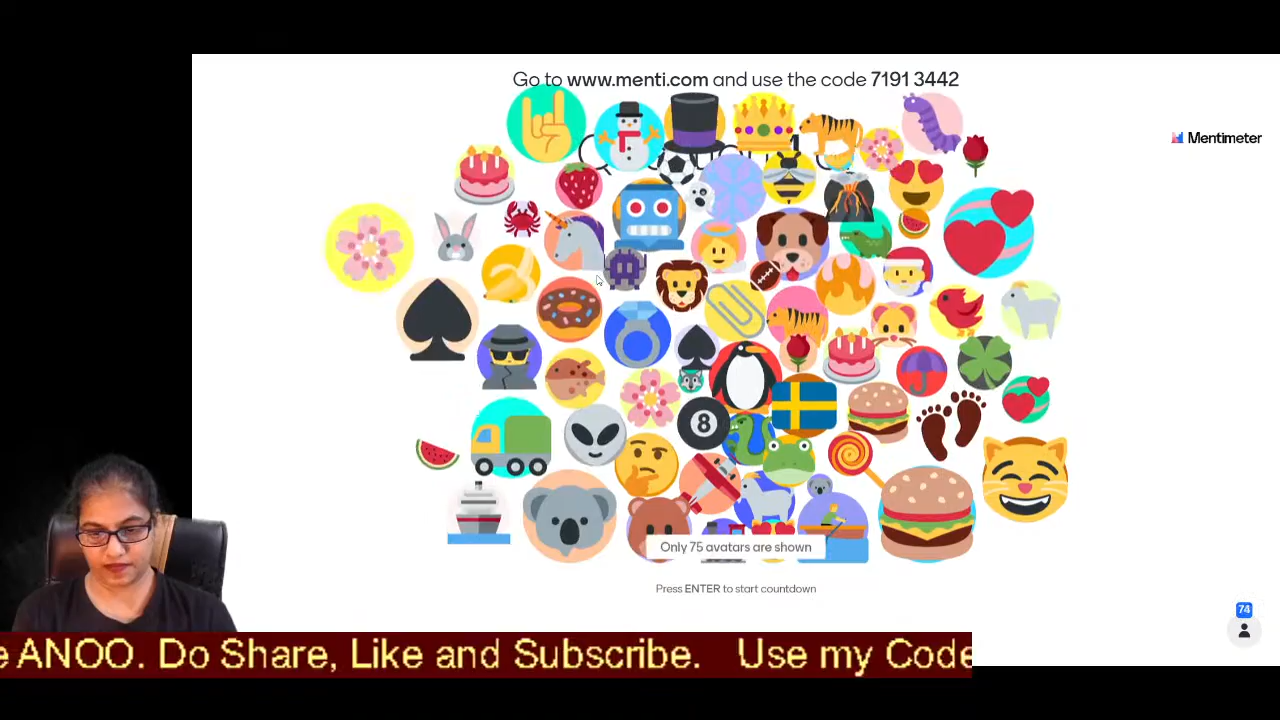 Go to www.menti.com and use the code 7191 3442
Mentimeter
8
Only 75 avatars are shown
Press ENTER to start countdown
74
e ANOO. Do Share, Like and Subscribe. Use my Code